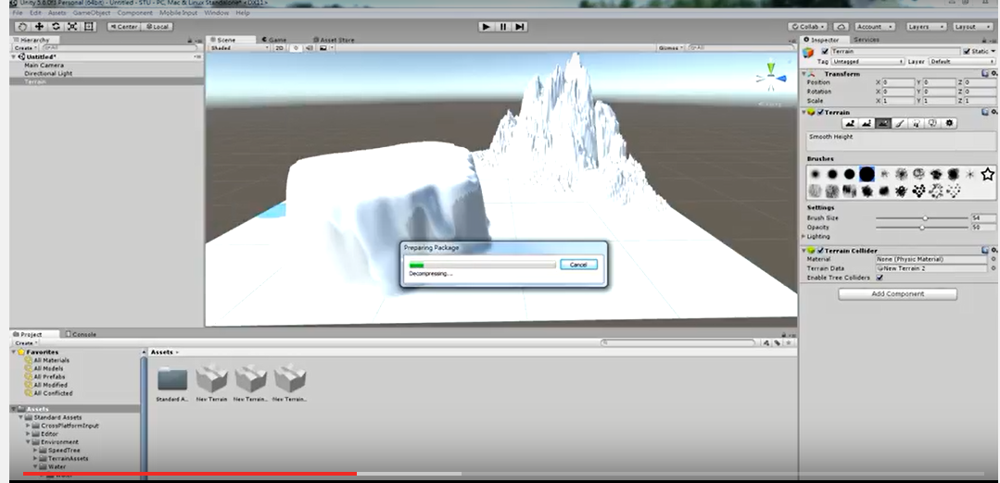 Unity 5.6.0f3 Personal (64bit) - Untitled - STU - PC, Mac & Linux Standalone* <DX11>
File Edit Assets GameObject Component Mobile Input Window Help
Center Local Collab Account Layers Layout
Hierarchy
Create All
Untitled*
Main Camera
Directional Light
Terrain
Scene Game Asset Store
Shaded 2D Gizmos All
Inspector Services
Terrain Static
Tag Untagged Layer Default
Transform
Position X 0 Y 0 Z 0
Rotation X 0 Y 0 Z 0
Scale X 1 Y 1 Z 1
Terrain
Smooth Height
Brushes
Settings
Brush Size 54
Opacity 50
Lighting
Terrain Collider
Material None (Physic Material)
Terrain Data New Terrain 2
Enable Tree Colliders
Add Component
Preparing Package
Cancel
Decompressing...
Project Console
Create
Favorites
All Materials
All Models
All Prefabs
All Modified
All Conflicted
Assets
Standard Assets
CrossPlatformInput
Editor
Environment
SpeedTree
TerrainAssets
Water
Water
Assets
Standard A... New Terrain New Terrain... New Terrain...